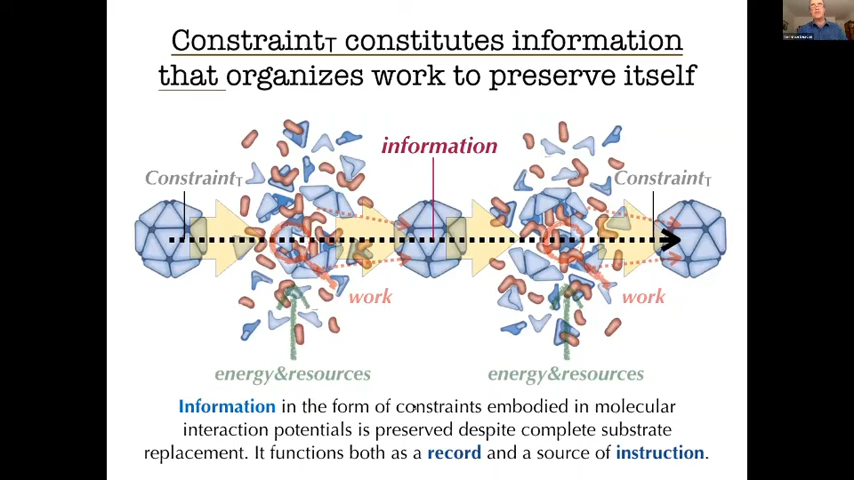 ConstraintT constitutes information
that organizes work to preserve itself
information
ConstraintT
ConstraintT
work
work
energy&resources
energy&resources
Information in the form of constraints embodied in molecular
interaction potentials is preserved despite complete substrate
replacement. It functions both as a record and a source of instruction.